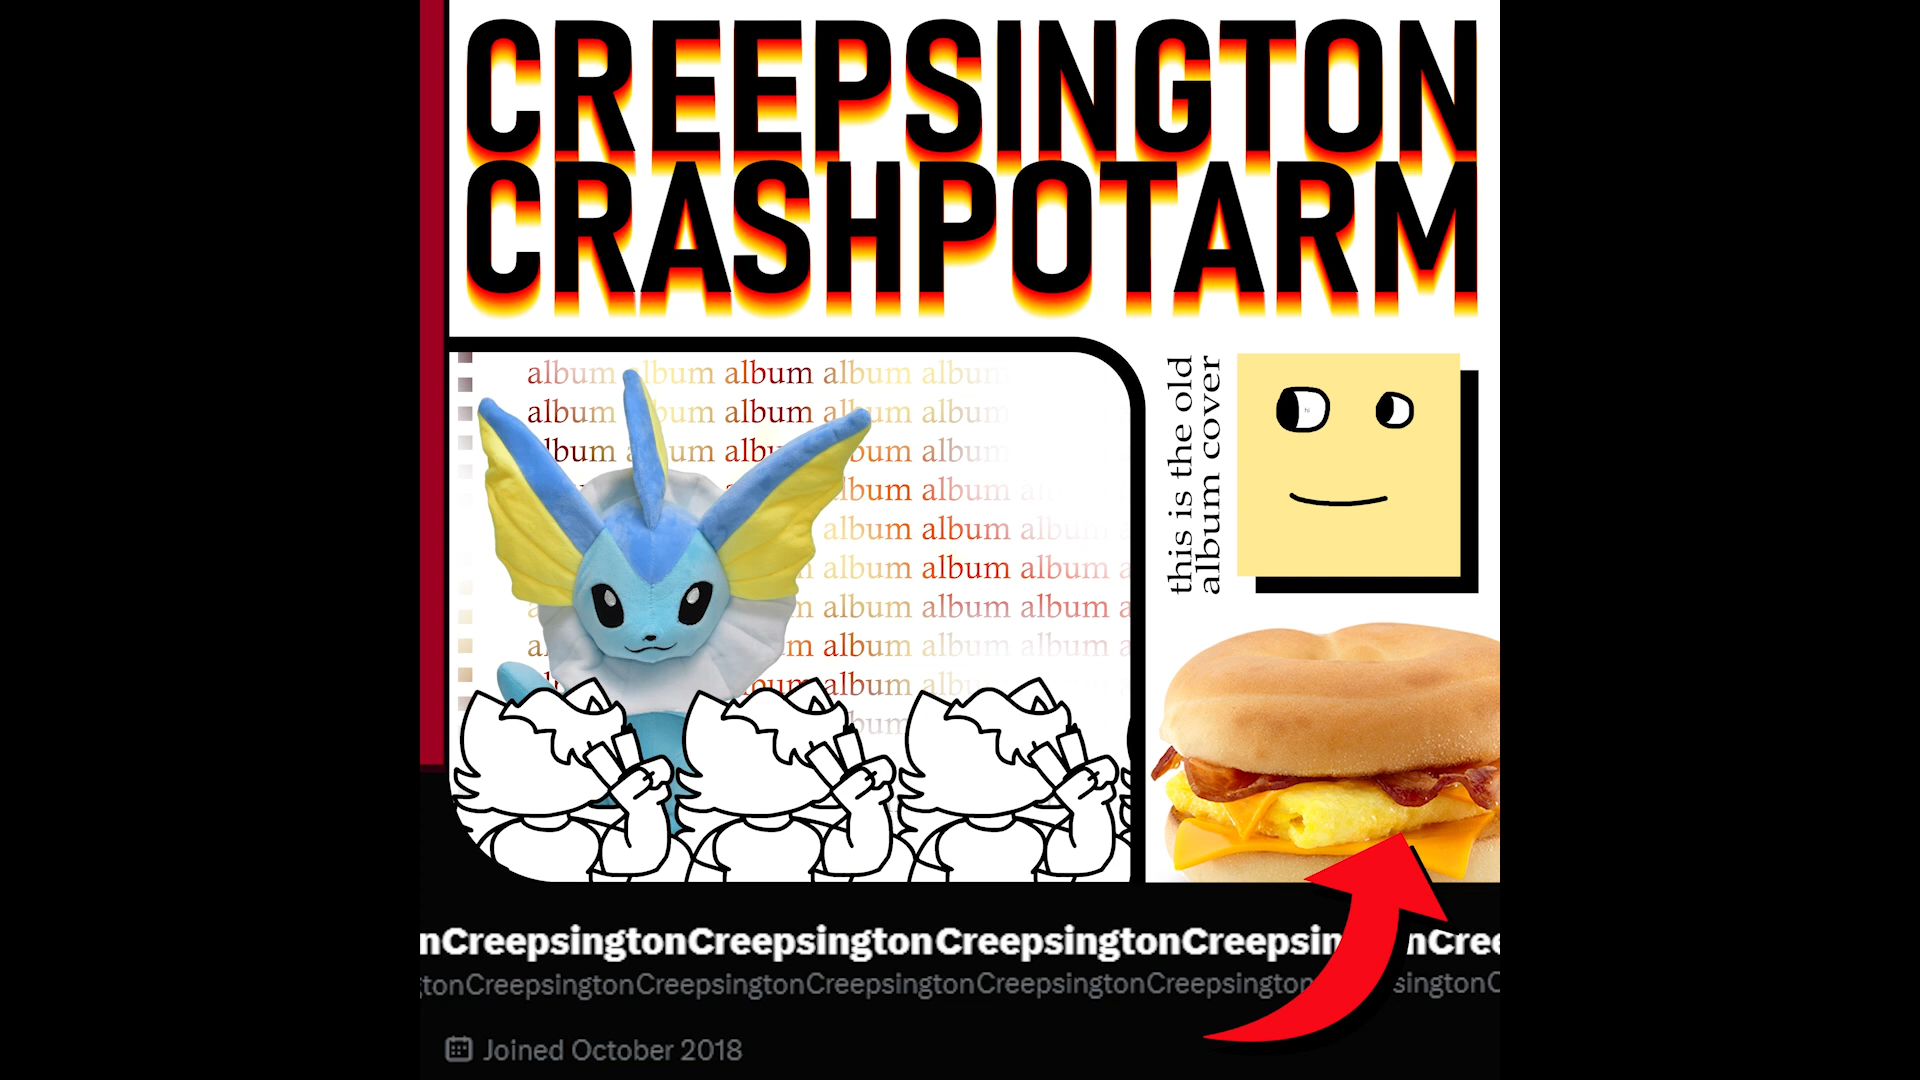 CREEPSINGTON
CRASHPOTARM
album album album album album
album album album album
album album album
album album
album album album
album album album
album album album
album album album
album
this is the old
album cover
hi
nCreepsingtonCreepsingtonCreepsingtonCreepsin nCree
tonCreepsingtonCreepsingtonCreepsingtonCreepsingtonCreepsington singtonC
Joined October 2018